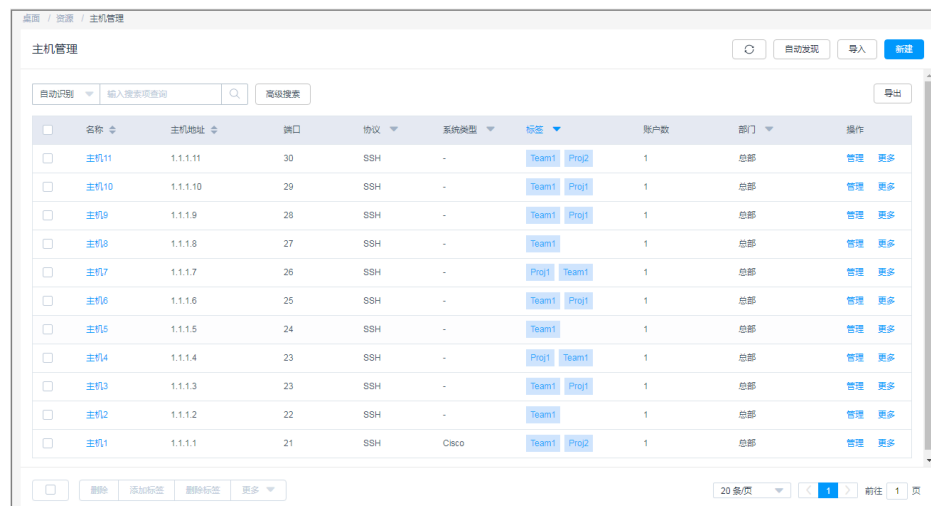 桌面 / 资源 / 主机管理
主机管理 自动发现 导入 新建
自动识别 输入搜索项查询 高级搜索 导出
名称 主机地址 端口 协议 系统类型 标签 账户数 部门 操作
主机11 1.1.1.11 30 SSH - Team1 Proj2 1 总部 管理 更多
主机10 1.1.1.10 29 SSH - Team1 Proj1 1 总部 管理 更多
主机9 1.1.1.9 28 SSH - Team1 Proj1 1 总部 管理 更多
主机8 1.1.1.8 27 SSH - Team1 1 总部 管理 更多
主机7 1.1.1.7 26 SSH - Proj1 Team1 1 总部 管理 更多
主机6 1.1.1.6 25 SSH - Team1 Proj1 1 总部 管理 更多
主机5 1.1.1.5 24 SSH - Team1 1 总部 管理 更多
主机4 1.1.1.4 23 SSH - Proj1 Team1 1 总部 管理 更多
主机3 1.1.1.3 23 SSH - Team1 Proj1 1 总部 管理 更多
主机2 1.1.1.2 22 SSH - Team1 1 总部 管理 更多
主机1 1.1.1.1 21 SSH Cisco Team1 Proj2 1 总部 管理 更多
删除 添加标签 删除标签 更多 20 条/页 1 前往 1 页